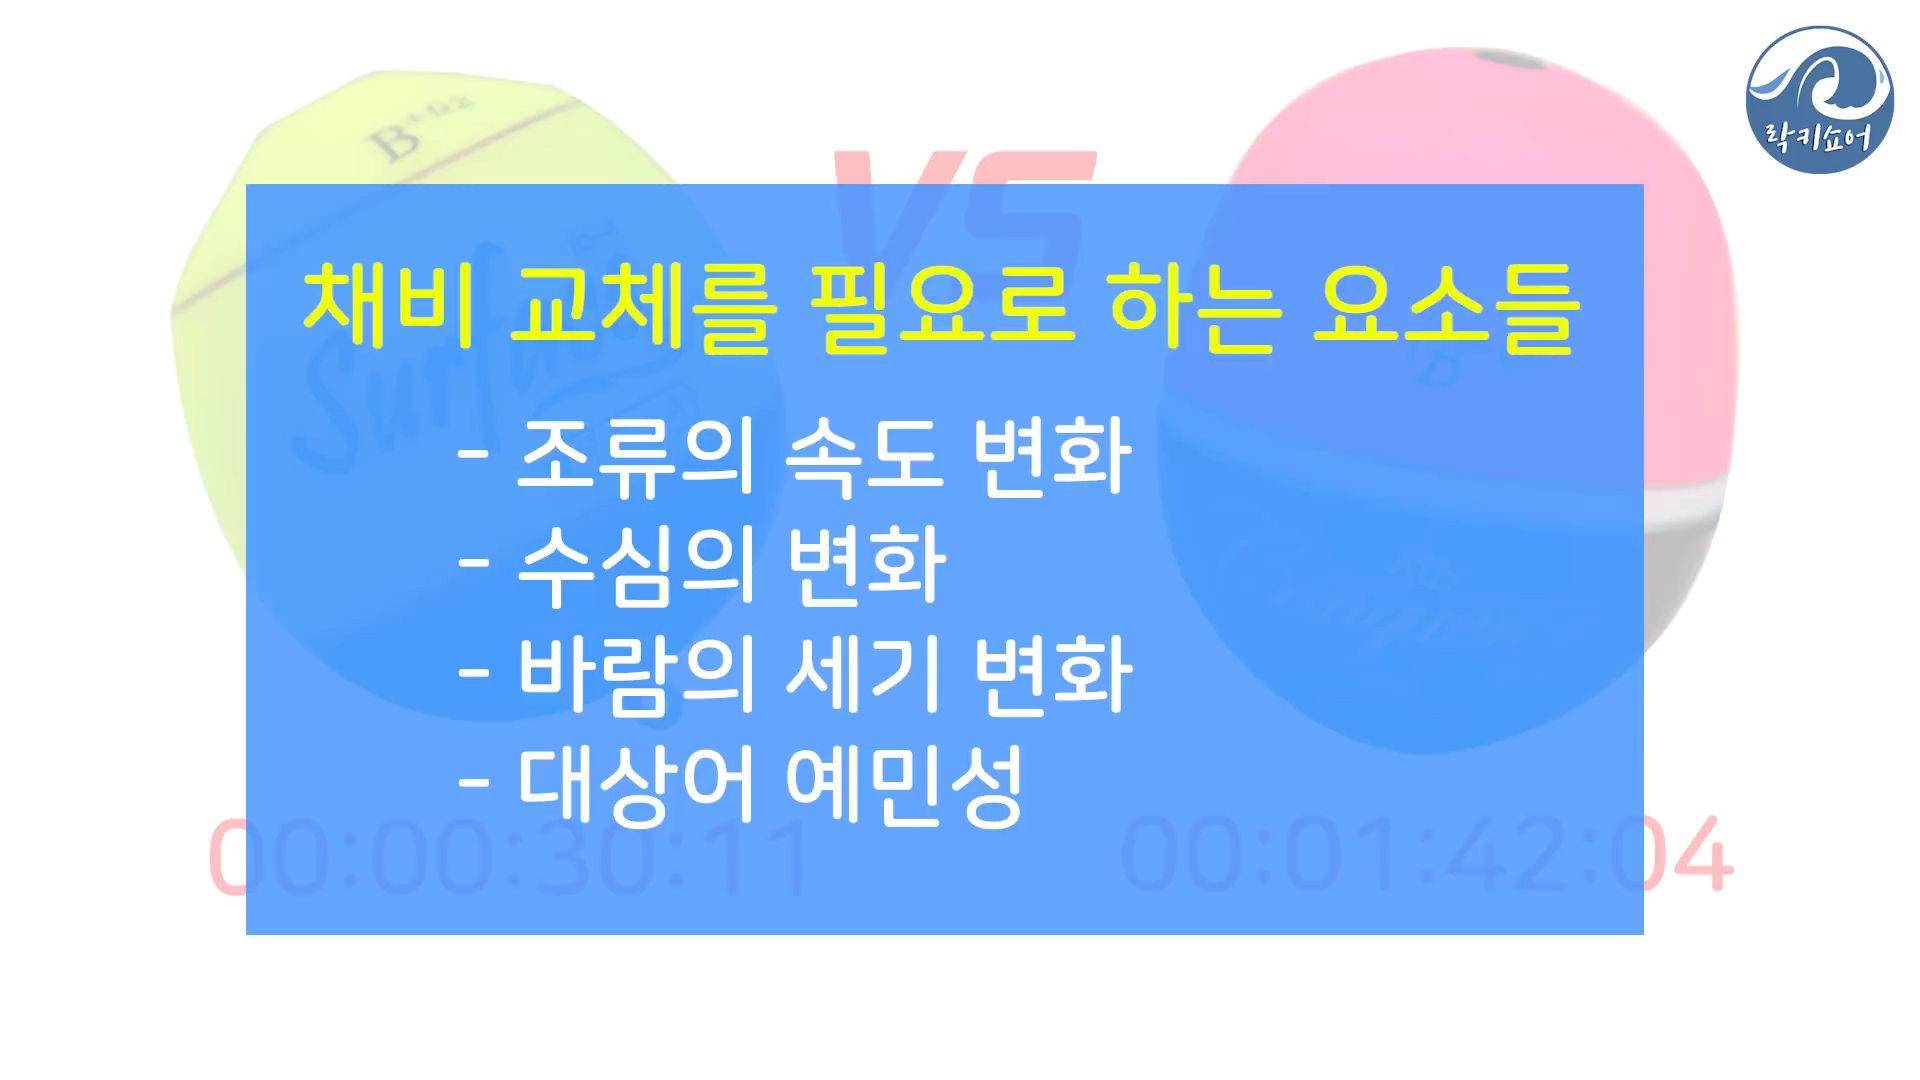 락키쇼어
B
VS
채비 교체를 필요로 하는 요소들
Surface
B
- 조류의 속도 변화
- 수심의 변화
- 바람의 세기 변화
- 대상어 예민성
00:00:30:11
00:01:42:04